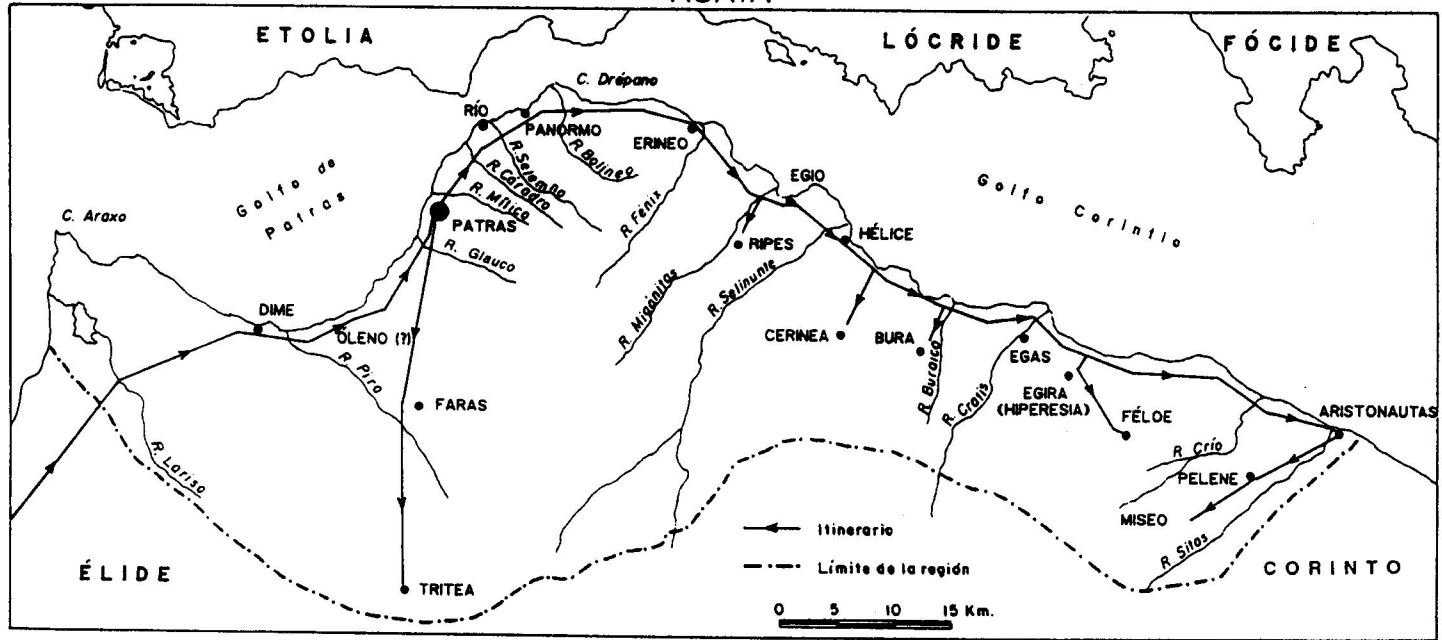 ETOLIA
LÓCRIDE
FÓCIDE
C. Drépano
RÍO
PANORMO
ERINEO
R. Selemno
R. Bolineo
R. Caradro
R. Mílico
Golfo de
Patras
C. Araxo
PATRAS
R. Glauco
R. Fénix
EGIO
Golfo Corintio
RIPES
HÉLICE
R. Miganitas
R. Selinunte
DIME
ÓLENO (?)
R. Piro
CERINEA
BURA
R. Buraico
EGAS
R. Cratis
EGIRA
(HIPERESIA)
FÉLOE
ARISTONAUTAS
FARAS
R. Lariso
R. Crío
PELENE
MISEO
R. Sitas
Itinerario
Límite de la región
ÉLIDE
TRITEA
CORINTO
0 5 10 15 Km.